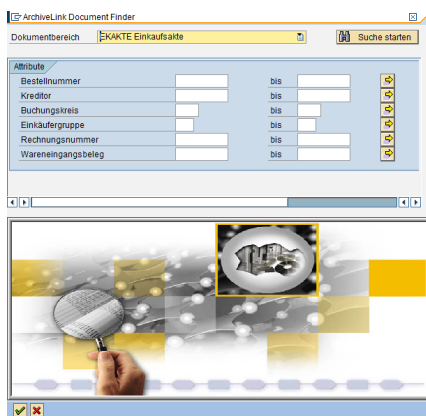 ArchiveLink Document Finder
Dokumentbereich EKAKTE Einkaufsakte Suche starten
Attribute
Bestellnummer bis
Kreditor bis
Buchungskreis bis
Einkäufergruppe bis
Rechnungsnummer bis
Wareneingangsbeleg bis